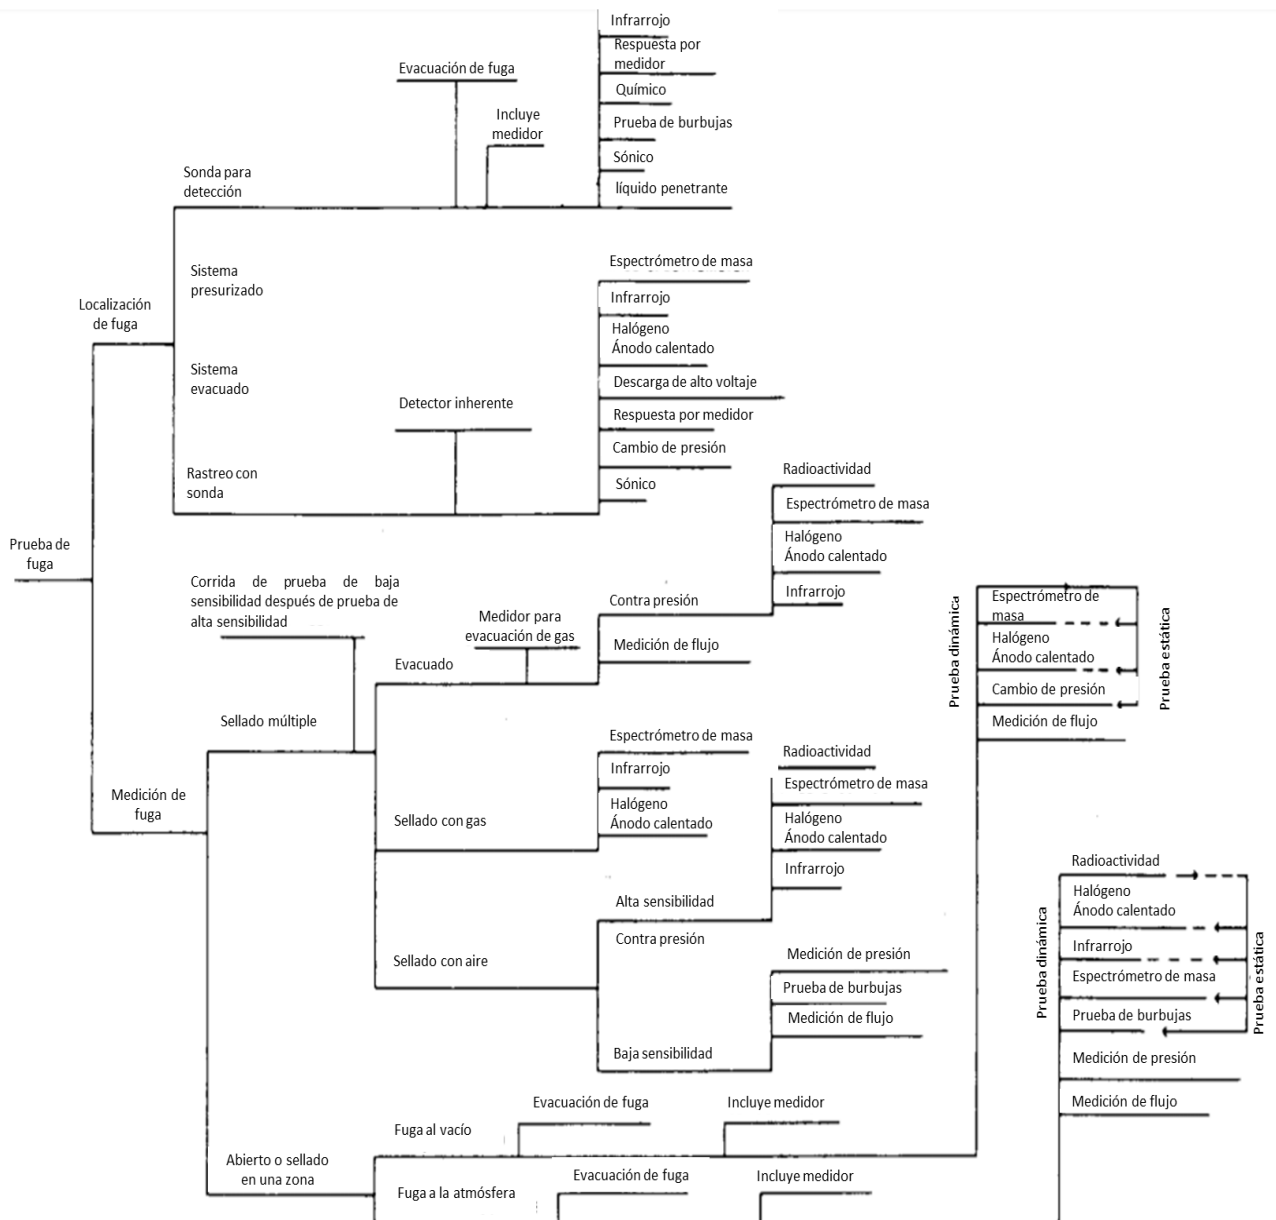 Infrarrojo
Respuesta por
medidor
Químico
Prueba de burbujas
Sónico
líquido penetrante
Evacuación de fuga
Incluye
medidor
Sonda para
detección
Sistema
presurizado
Localización
de fuga
Sistema
evacuado
Rastreo con
sonda
Detector inherente
Espectrómetro de masa
Infrarrojo
Halógeno
Ánodo calentado
Descarga de alto voltaje
Respuesta por medidor
Cambio de presión
Sónico
Prueba de
fuga
Corrida de prueba de baja
sensibilidad después de prueba de
alta sensibilidad
Medidor para
evacuación de gas
Evacuado
Contra presión
Medición de flujo
Radioactividad
Espectrómetro de masa
Halógeno
Ánodo calentado
Infrarrojo
Sellado múltiple
Medición de
fuga
Sellado con gas
Espectrómetro de masa
Infrarrojo
Halógeno
Ánodo calentado
Sellado con aire
Alta sensibilidad
Contra presión
Baja sensibilidad
Radioactividad
Espectrómetro de masa
Halógeno
Ánodo calentado
Infrarrojo
Medición de presión
Prueba de burbujas
Medición de flujo
Prueba dinámica
Espectrómetro de
masa
Halógeno
Ánodo calentado
Cambio de presión
Medición de flujo
Prueba estática
Prueba dinámica
Radioactividad
Halógeno
Ánodo calentado
Infrarrojo
Espectrómetro de masa
Prueba de burbujas
Medición de presión
Medición de flujo
Prueba estática
Abierto o sellado
en una zona
Fuga al vacío
Evacuación de fuga
Incluye medidor
Fuga a la atmósfera
Evacuación de fuga
Incluye medidor